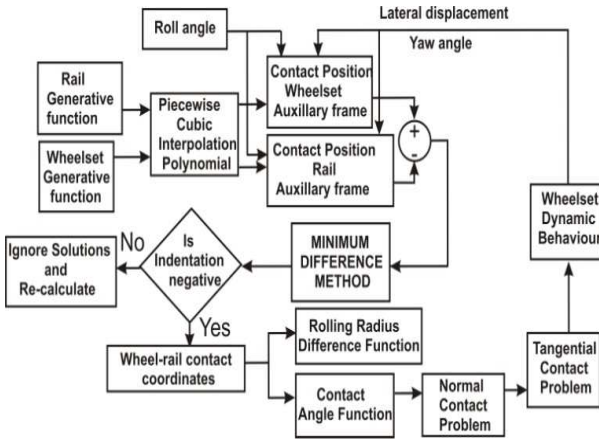 Lateral displacement
Roll angle
Yaw angle
Contact Position
Wheelset
Auxillary frame
Rail
Generative
function
Piecewise
Cubic
Interpolation
Polynomial
+
-
Contact Position
Rail
Auxillary frame
Wheelset
Generative
function
Wheelset
Dynamic
Behaviour
Ignore Solutions
and
Re-calculate
No
Is
Indentation
negative
MINIMUM
DIFFERENCE
METHOD
Yes
Rolling Radius
Difference Function
Wheel-rail contact
coordinates
Tangential
Contact
Problem
Contact
Angle Function
Normal
Contact
Problem